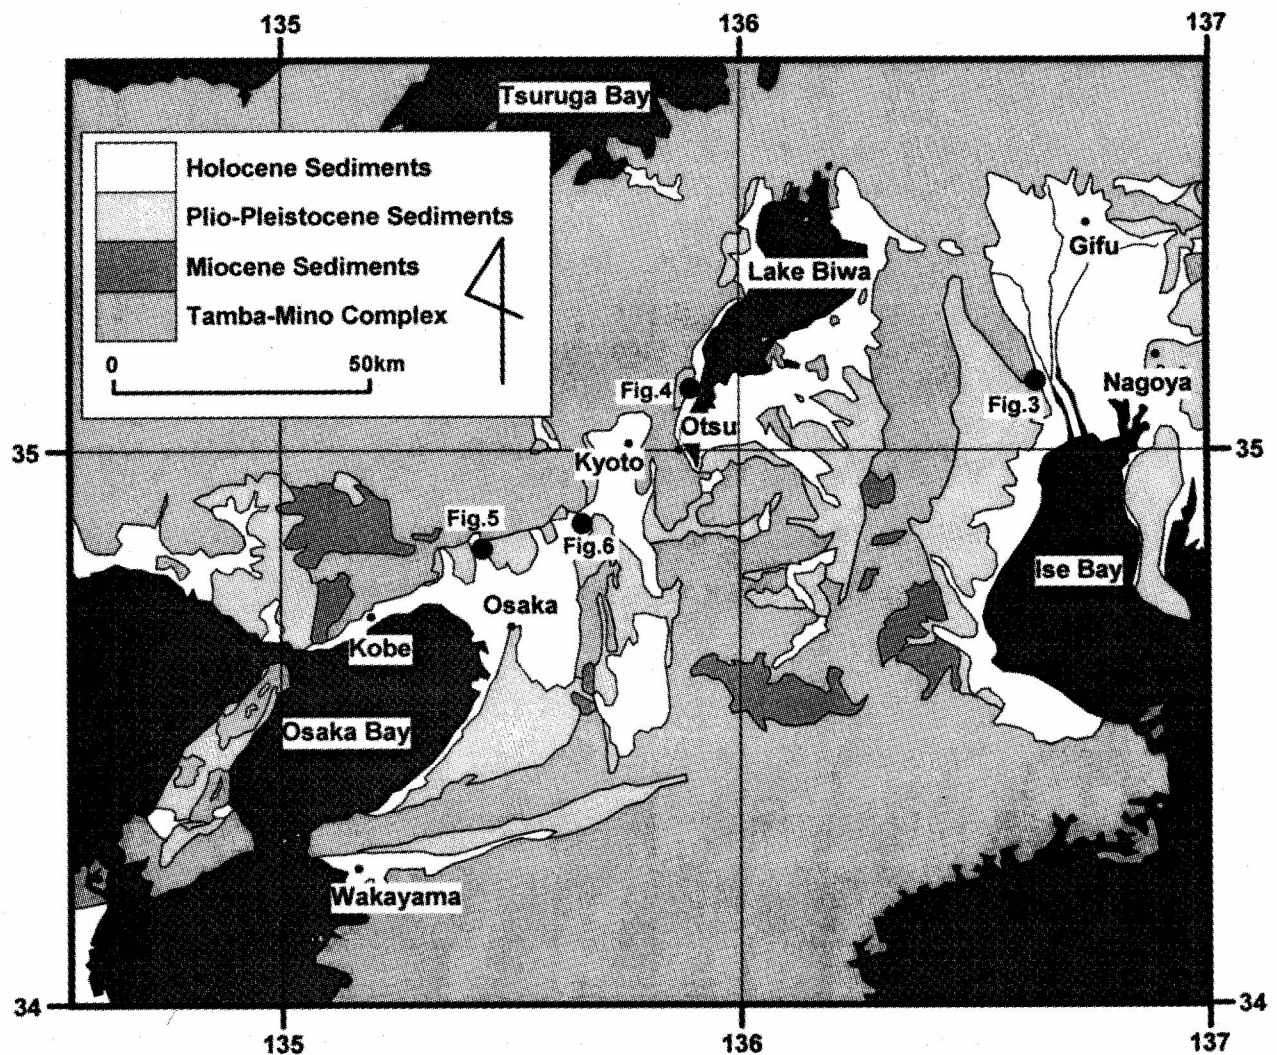 135
136
137
Tsuruga Bay
Holocene Sediments
Plio-Pleistocene Sediments
Miocene Sediments
Tamba-Mino Complex
0
50km
Gifu
Lake Biwa
Nagoya
Fig.4
Fig.3
Otsu
35
Kyoto
35
Fig.5
Fig.6
Ise Bay
Osaka
Kobe
Osaka Bay
Wakayama
34
34
135
136
137